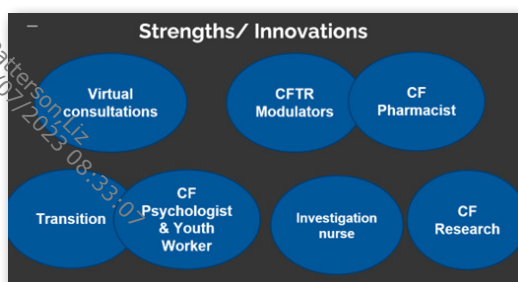 Strengths/ Innovations
Virtual
consultations
CFTR
Modulators
CF
Pharmacist
Transition
CF
Psychologist
& Youth
Worker
Investigation
nurse
CF
Research
Liz
07/2023 08:33:07